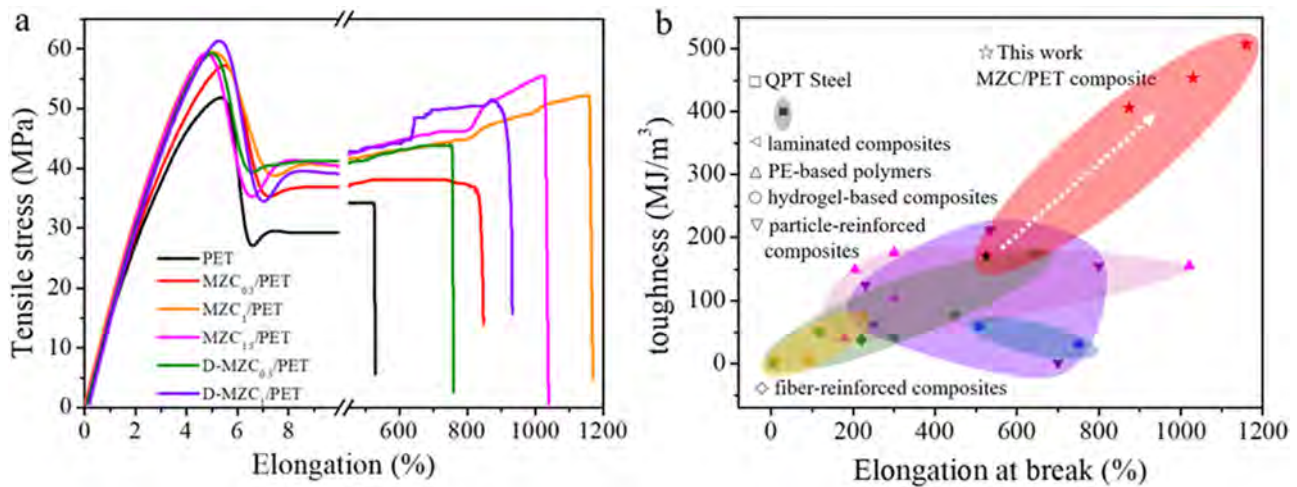 a
Tensile stress (MPa)
60
50
40
30
20
10
0
PET
MZC0.5/PET
MZC1/PET
MZC1.5/PET
D-MZC0.5/PET
D-MZC1/PET
0 2 4 6 8 600 800 1000 1200
Elongation (%)
b
toughness (MJ/m³)
500
400
300
200
100
0
This work
MZC/PET composite
QPT Steel
laminated composites
PE-based polymers
hydrogel-based composites
particle-reinforced
composites
fiber-reinforced composites
0 200 400 600 800 1000 1200
Elongation at break (%)